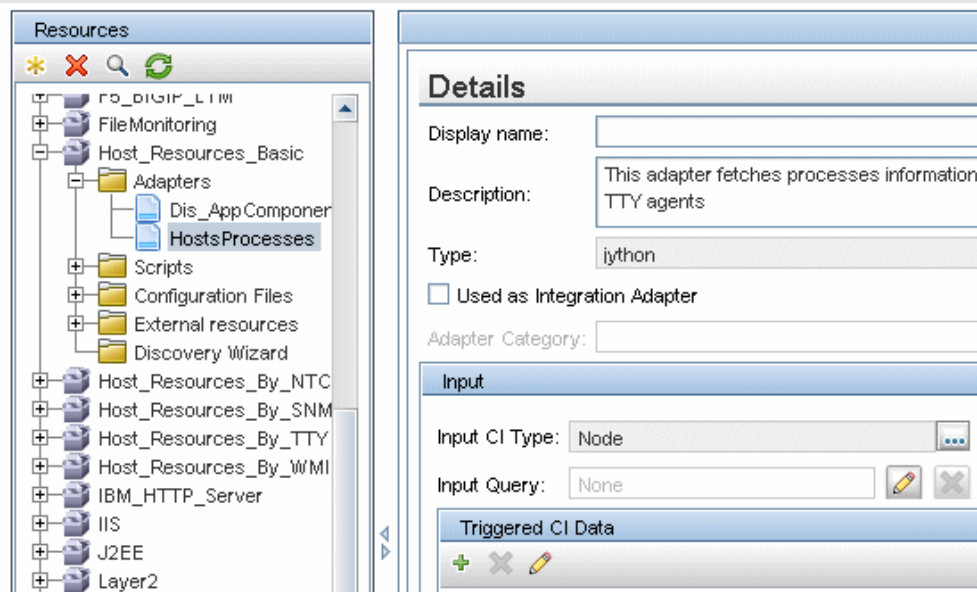 Resources
F5_BIGIP_LTM
FileMonitoring
Host_Resources_Basic
Adapters
Dis_AppComponer
HostsProcesses
Scripts
Configuration Files
External resources
Discovery Wizard
Host_Resources_By_NTC
Host_Resources_By_SNM
Host_Resources_By_TTY
Host_Resources_By_WMI
IBM_HTTP_Server
IIS
J2EE
Layer2
Details
Display name:
Description:
This adapter fetches processes information
TTY agents
Type:
jython
Used as Integration Adapter
Adapter Category:
Input
Input CI Type:
Node
...
Input Query:
None
Triggered CI Data